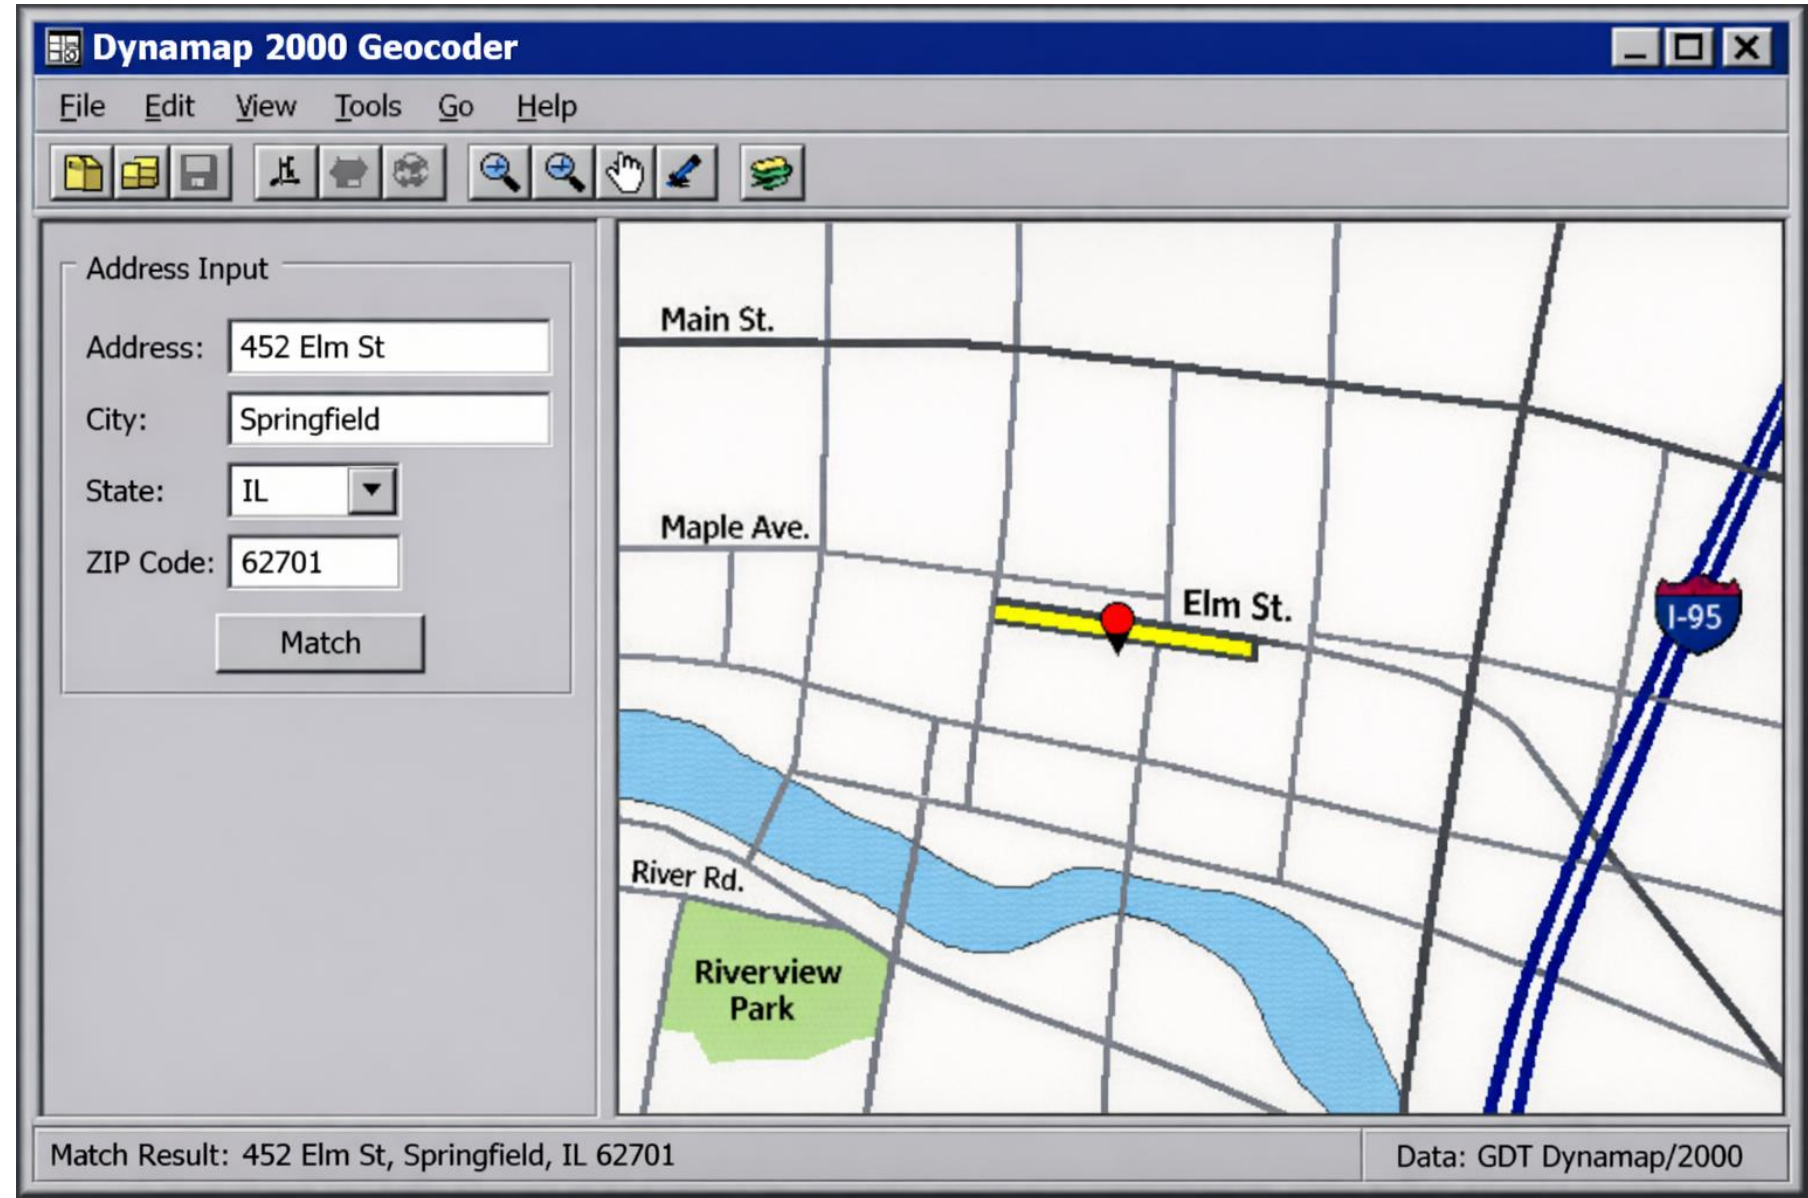 Dynamap 2000 Geocoder
File Edit View Tools Go Help
Address Input
Address: 452 Elm St
City: Springfield
State: IL
ZIP Code: 62701
Match
Main St.
Maple Ave.
Elm St.
I-95
River Rd.
Riverview
Park
Match Result: 452 Elm St, Springfield, IL 62701
Data: GDT Dynamap/2000